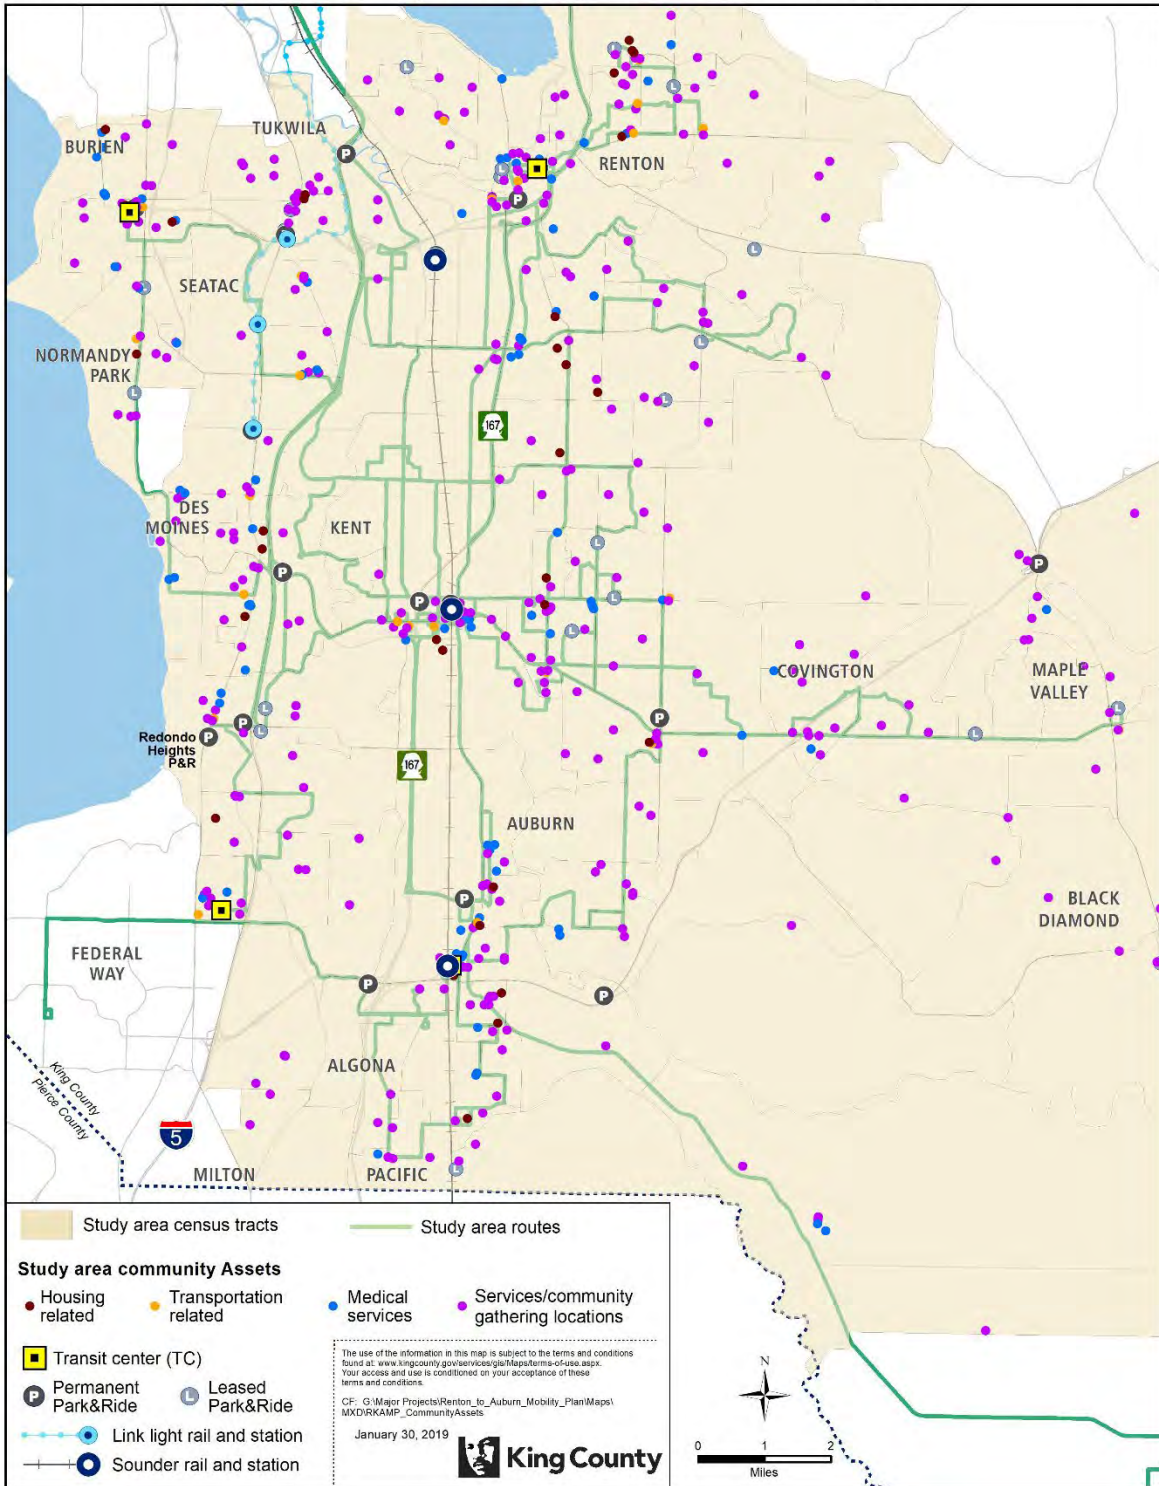 TUKWILA
BURIEN
RENTON
SEATAC
NORMANDY
PARK
167
DES
MOINES
KENT
COVINGTON
MAPLE
VALLEY
Redondo
Heights
P&R
167
AUBURN
BLACK
DIAMOND
FEDERAL
WAY
ALGONA
King County
Pierce County
5
MILTON
PACIFIC
Study area census tracts
Study area routes
Study area community Assets
Housing
related
Transportation
related
Medical
services
Services/community
gathering locations
Transit center (TC)
P Permanent
Park&Ride
L Leased
Park&Ride
Link light rail and station
Sounder rail and station
The use of the information in this map is subject to the terms and conditions
found at: www.kingcounty.gov/services/gis/Maps/terms-of-use.aspx.
Your access and use is conditioned on your acceptance of these
terms and conditions.
CF: G:\Major Projects\Renton_to_Auburn_Mobility_Plan\Maps\
MXD\RKAMP_CommunityAssets
January 30, 2019
King County
N
0 1 2
Miles